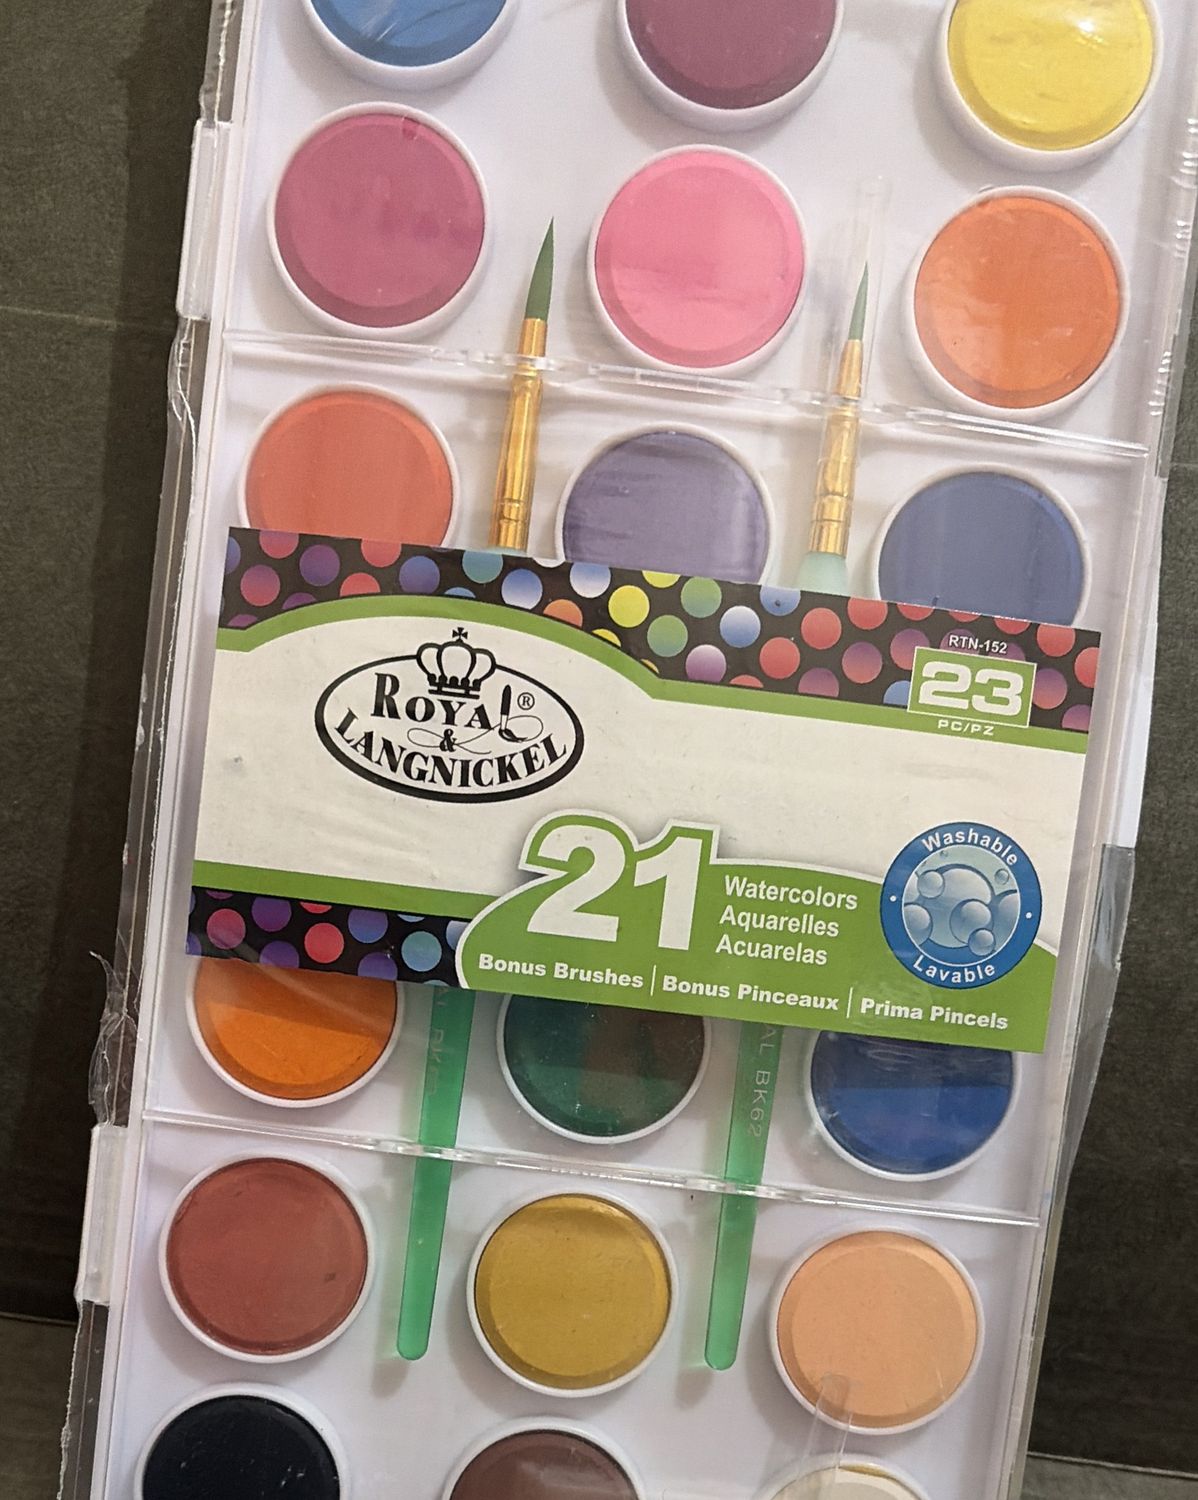 RTN-152
23
PC/PZ
ROYAL®
&
LANGNICKEL
21
Watercolors
Aquarelles
Acuarelas
Washable
Lavable
Bonus Brushes | Bonus Pinceaux | Prima Pincels
AL BK62